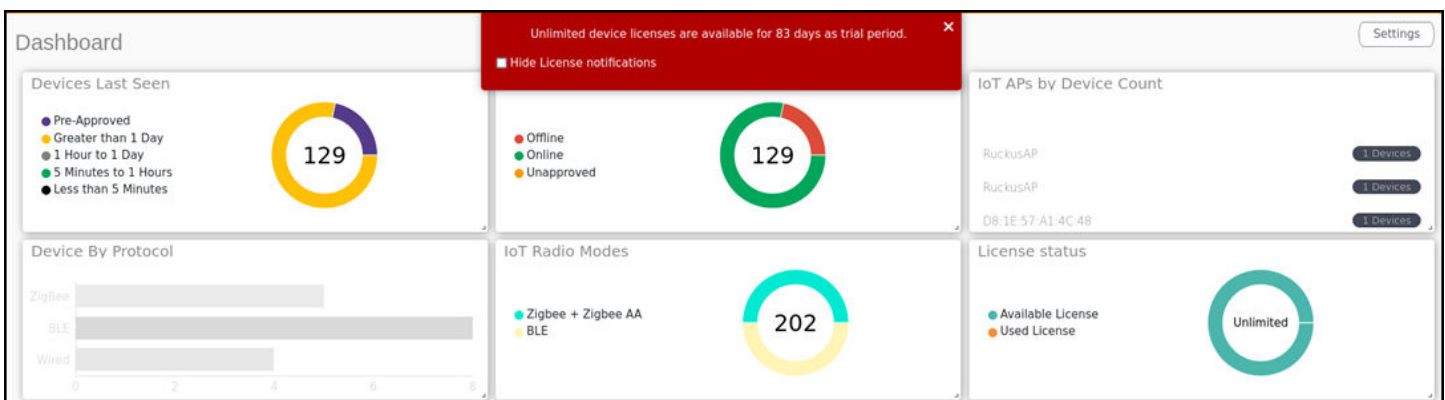 Dashboard
Unlimited device licenses are available for 83 days as trial period.
×
Hide License notifications
Settings
Devices Last Seen
Pre-Approved
Greater than 1 Day
1 Hour to 1 Day
5 Minutes to 1 Hours
Less than 5 Minutes
129
Offline
Online
Unapproved
129
IoT APs by Device Count
RuckusAP
1 Devices
RuckusAP
1 Devices
D8:1E:57:A1:4C:48
1 Devices
Device By Protocol
ZigBee
BLE
Wired
0 2 4 6 8
IoT Radio Modes
Zigbee + Zigbee AA
BLE
202
License status
Available License
Used License
Unlimited